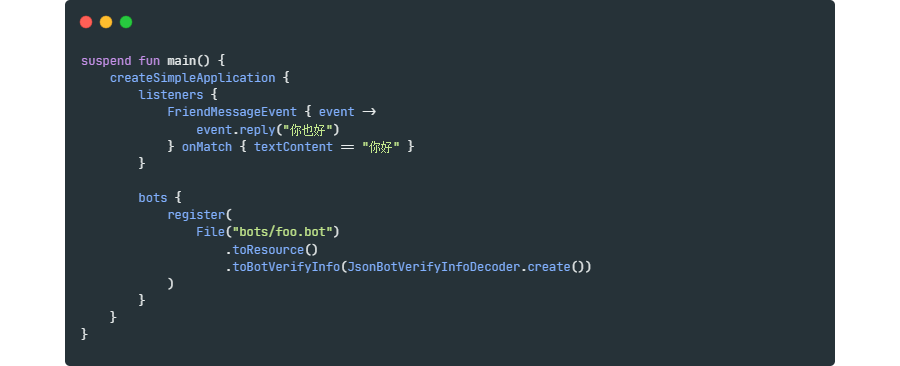 suspend fun main() {
    createSimpleApplication {
        listeners {
            FriendMessageEvent { event ->
                event.reply("你也好")
            } onMatch { textContent == "你好" }
        }

        bots {
            register(
                File("bots/foo.bot")
                    .toResource()
                    .toBotVerifyInfo(JsonBotVerifyInfoDecoder.create())
            )
        }
    }
}